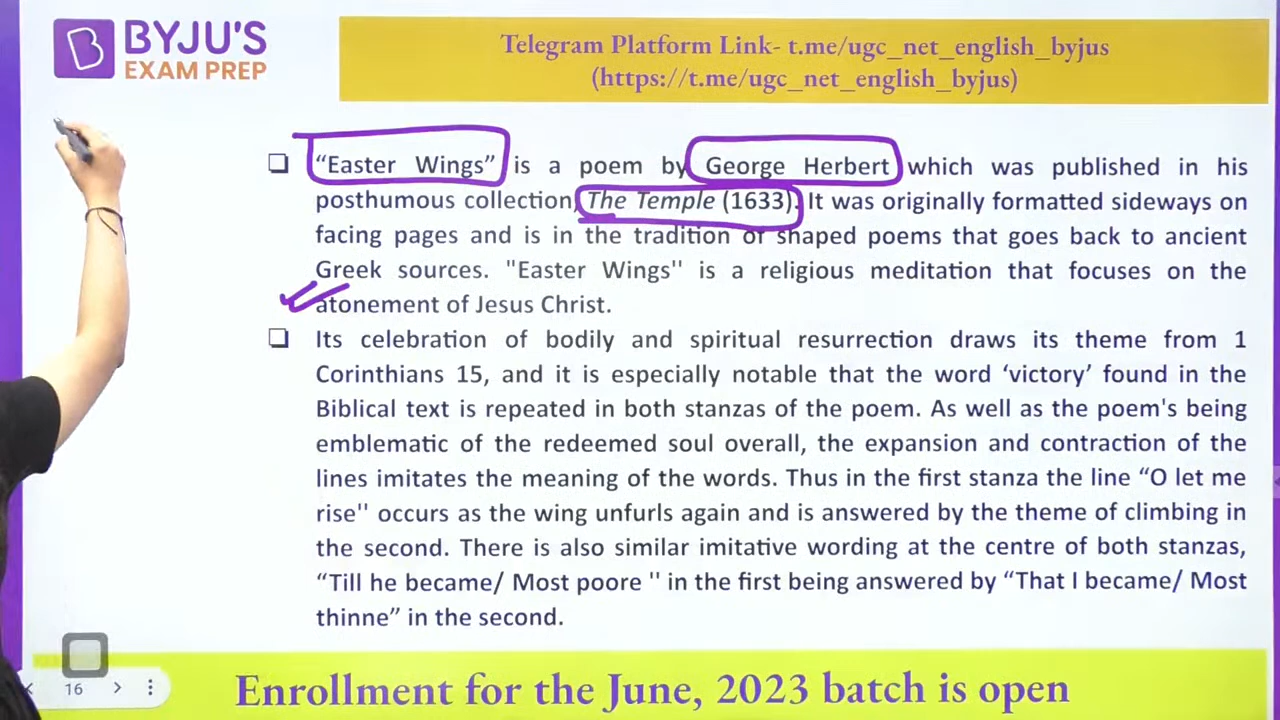 BYJU'S
EXAM PREP
Telegram Platform Link- t.me/ugc_net_english_byjus
(https://t.me/ugc_net_english_byjus)
❑ “Easter Wings” is a poem by George Herbert which was published in his
posthumous collection, The Temple (1633). It was originally formatted sideways on
facing pages and is in the tradition of shaped poems that goes back to ancient
Greek sources. "Easter Wings'' is a religious meditation that focuses on the
atonement of Jesus Christ.
❑ Its celebration of bodily and spiritual resurrection draws its theme from 1
Corinthians 15, and it is especially notable that the word ‘victory’ found in the
Biblical text is repeated in both stanzas of the poem. As well as the poem's being
emblematic of the redeemed soul overall, the expansion and contraction of the
lines imitates the meaning of the words. Thus in the first stanza the line “O let me
rise'' occurs as the wing unfurls again and is answered by the theme of climbing in
the second. There is also similar imitative wording at the centre of both stanzas,
“Till he became/ Most poore '' in the first being answered by “That I became/ Most
thinne” in the second.
16
Enrollment for the June, 2023 batch is open